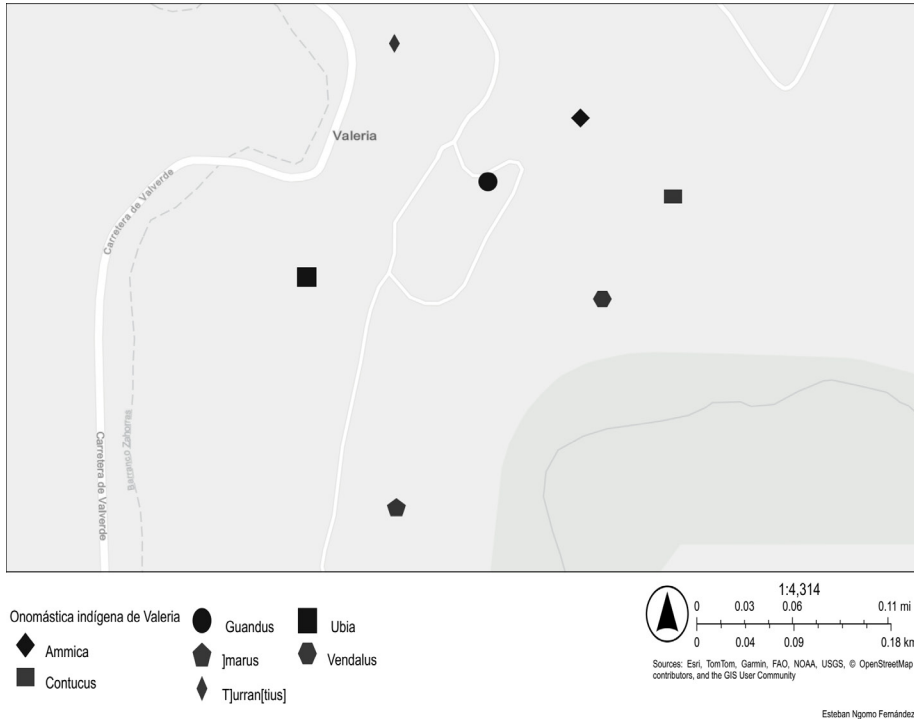 Valeria
Carretera de Valverde
Carretera de Valverde
Barranco Zahorras
Onomástica indígena de Valeria
Ammica
Contucus
Guandus
]marus
T]urran[tius]
Ubia
Vendalus
1:4,314
0 0.03 0.06 0.11 mi
0 0.04 0.09 0.18 km
Sources: Esri, TomTom, Garmin, FAO, NOAA, USGS, © OpenStreetMap
contributors, and the GIS User Community
Esteban Ngomo Fernández